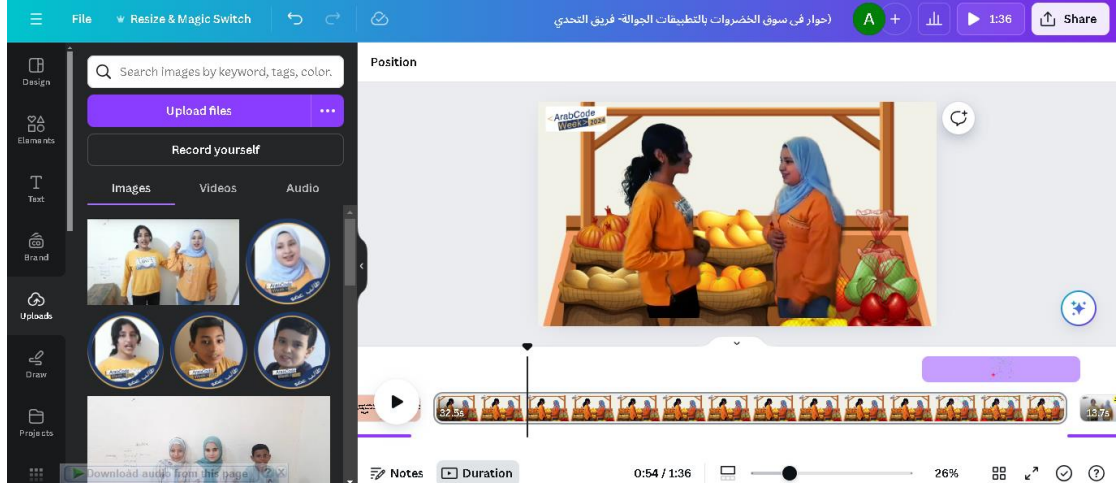 File
Resize & Magic Switch
(حوار في سوق الخضروات بالتطبيقات الجوالة- فريق التحدي
A
+
1:36
Share
Design
Elements
Text
Brand
CO
Uploads
Draw
Projects
Search images by keyword, tags, color.
Upload files
Record yourself
Images
Videos
Audio
Download audio from this page
? X
Position
<ArabCode
Week> 2024
32.5s
13.7s
Notes
Duration
0:54 / 1:36
26%
?